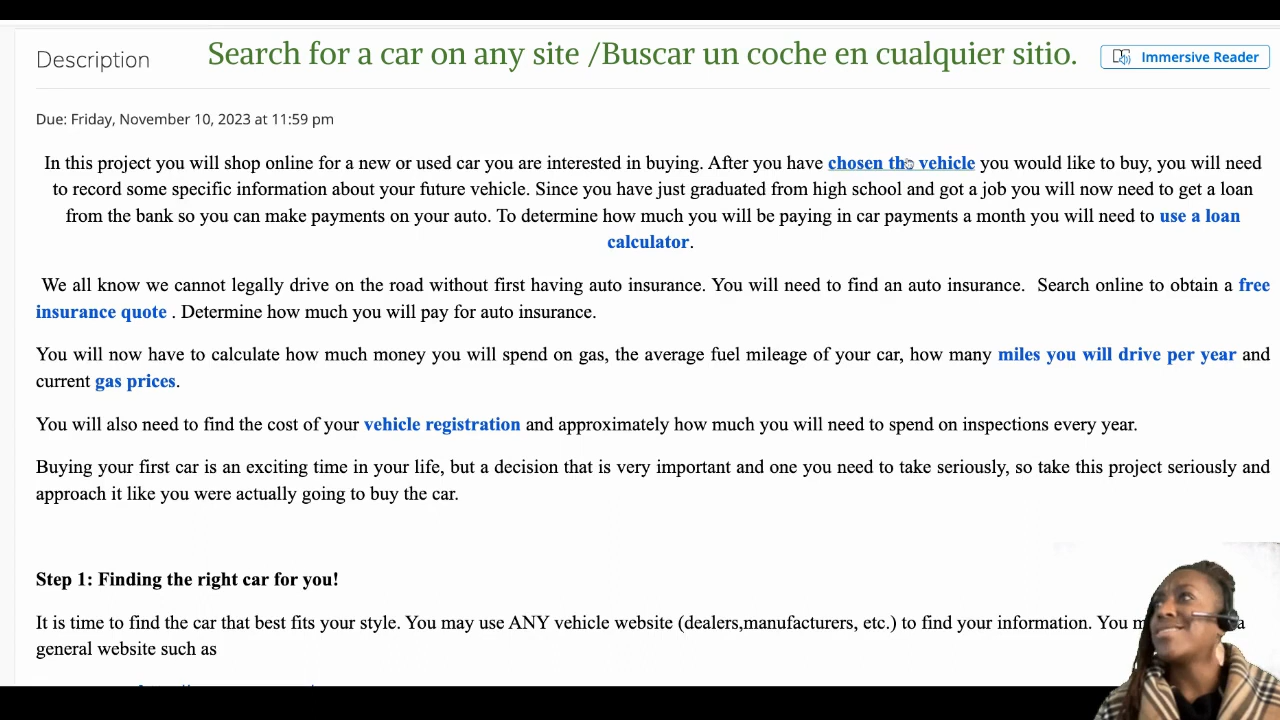 Description
Search for a car on any site /Buscar un coche en cualquier sitio.
Immersive Reader
Due: Friday, November 10, 2023 at 11:59 pm
In this project you will shop online for a new or used car you are interested in buying. After you have chosen the vehicle you would like to buy, you will need
to record some specific information about your future vehicle. Since you have just graduated from high school and got a job you will now need to get a loan
from the bank so you can make payments on your auto. To determine how much you will be paying in car payments a month you will need to use a loan
calculator.
We all know we cannot legally drive on the road without first having auto insurance. You will need to find an auto insurance. Search online to obtain a free
insurance quote . Determine how much you will pay for auto insurance.
You will now have to calculate how much money you will spend on gas, the average fuel mileage of your car, how many miles you will drive per year and
current gas prices.
You will also need to find the cost of your vehicle registration and approximately how much you will need to spend on inspections every year.
Buying your first car is an exciting time in your life, but a decision that is very important and one you need to take seriously, so take this project seriously and
approach it like you were actually going to buy the car.
Step 1: Finding the right car for you!
It is time to find the car that best fits your style. You may use ANY vehicle website (dealers,manufacturers, etc.) to find your information. You
general website such as